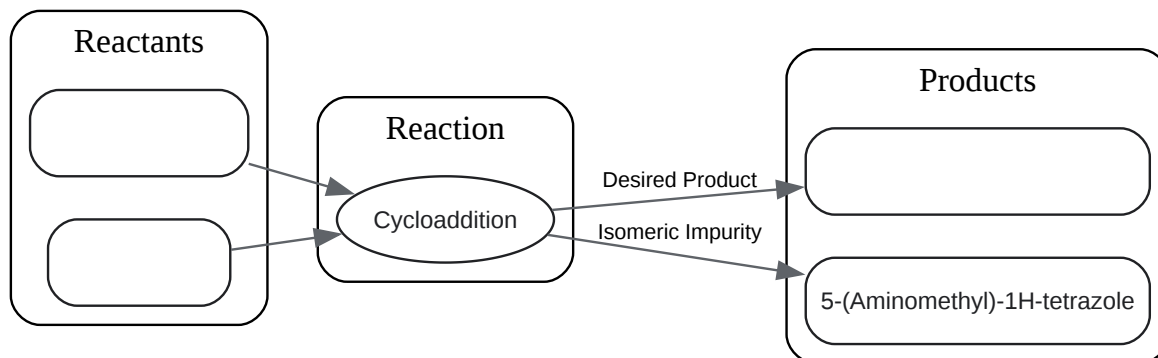 Reactants
Reaction
Cycloaddition
Desired Product
Isomeric Impurity
Products
5-(Aminomethyl)-1H-tetrazole